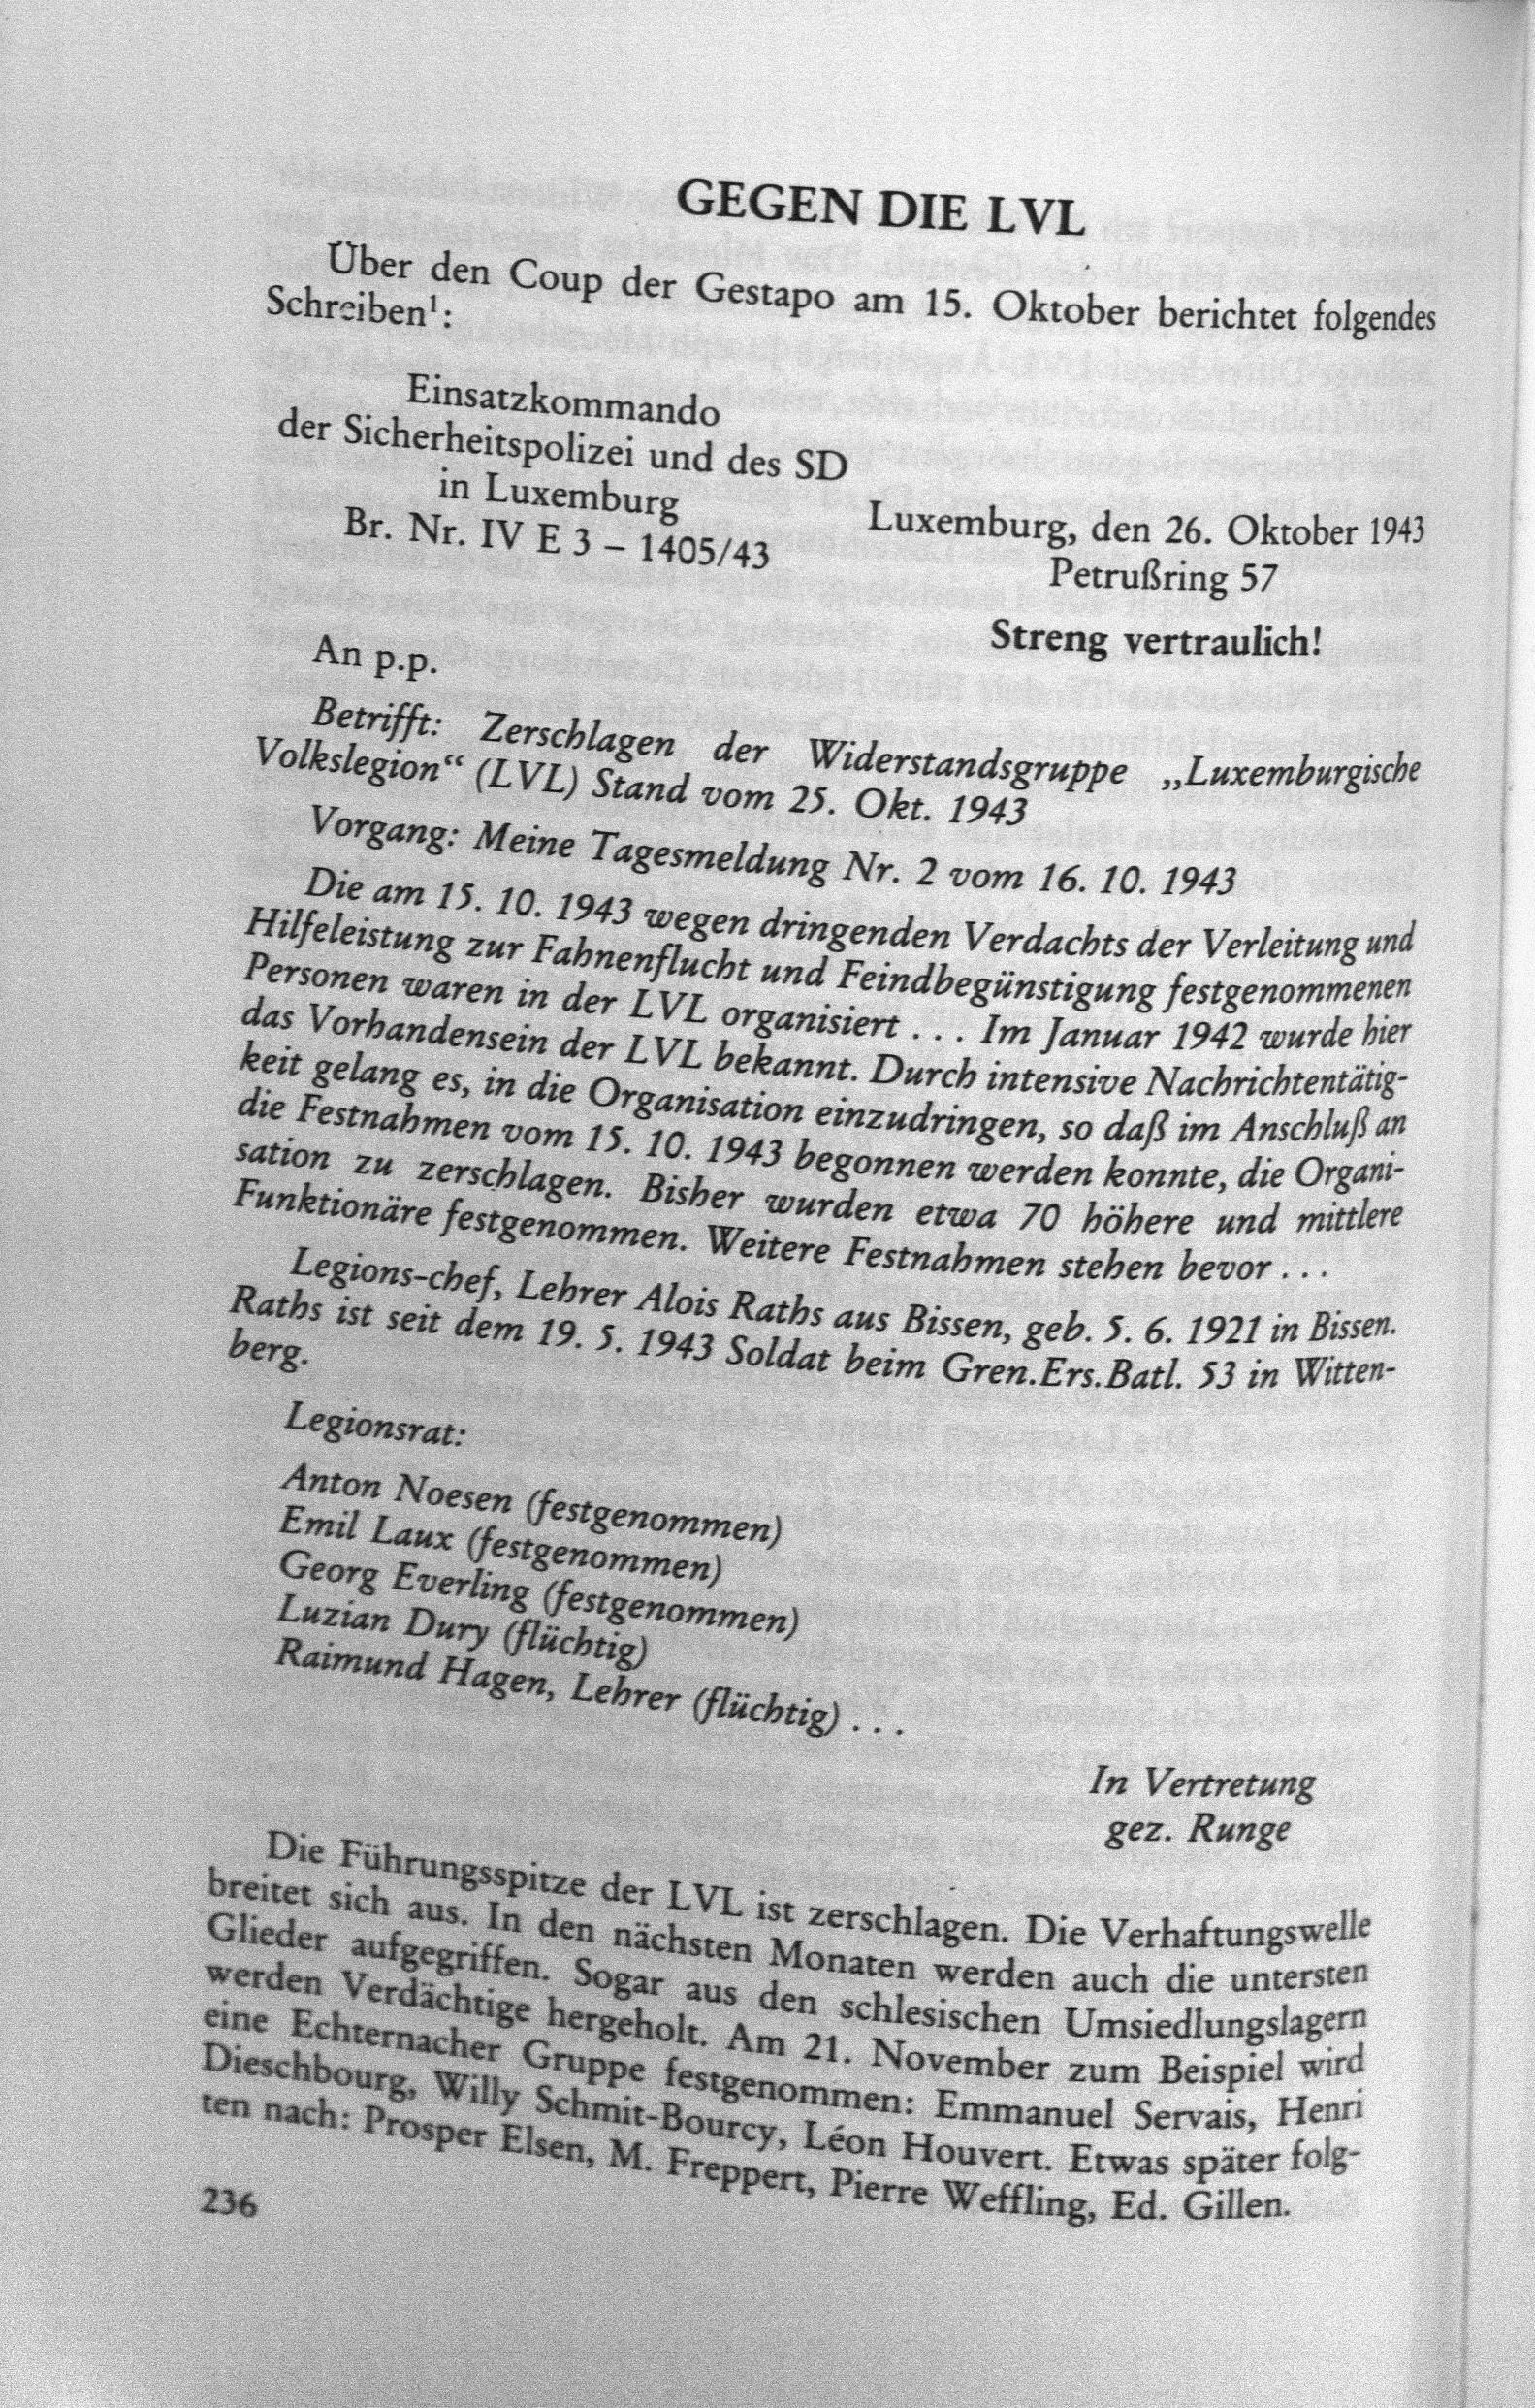 GEGEN DIE LVL
Über den Coup der Gestapo am 15. Oktober berichtet folgendes
Schreiben¹:
Einsatzkommando
der Sicherheitspolizei und des SD
in Luxemburg
Br. Nr. IV E 3 – 1405/43
Luxemburg, den 26. Oktober 1943
Petrußring 57
Streng vertraulich!
An p.p.
Betrifft: Zerschlagen der Widerstandsgruppe „Luxemburgische
Volkslegion“ (LVL) Stand vom 25. Okt. 1943
Vorgang: Meine Tagesmeldung Nr. 2 vom 16. 10. 1943
Die am 15. 10. 1943 wegen dringenden Verdachts der Verleitung und
Hilfeleistung zur Fahnenflucht und Feindbegünstigung festgenommenen
Personen waren in der LVL organisiert . . . Im Januar 1942 wurde hier
das Vorhandensein der LVL bekannt. Durch intensive Nachrichtentätig-
keit gelang es, in die Organisation einzudringen, so daß im Anschluß an
die Festnahmen vom 15. 10. 1943 begonnen werden konnte, die Organi-
sation zu zerschlagen. Bisher wurden etwa 70 höhere und mittlere
Funktionäre festgenommen. Weitere Festnahmen stehen bevor . . .
Legions-chef, Lehrer Alois Raths aus Bissen, geb. 5. 6. 1921 in Bissen.
Raths ist seit dem 19. 5. 1943 Soldat beim Gren.Ers.Batl. 53 in Witten-
berg.
Legionsrat:
Anton Noesen (festgenommen)
Emil Laux (festgenommen)
Georg Everling (festgenommen)
Luzian Dury (flüchtig)
Raimund Hagen, Lehrer (flüchtig) . . .
In Vertretung
gez. Runge
Die Führungsspitze der LVL ist zerschlagen. Die Verhaftungswelle
breitet sich aus. In den nächsten Monaten werden auch die untersten
Glieder aufgegriffen. Sogar aus den schlesischen Umsiedlungslagern
werden Verdächtige hergeholt. Am 21. November zum Beispiel wird
eine Echternacher Gruppe festgenommen: Emmanuel Servais, Henri
Dieschbourg, Willy Schmit-Bourcy, Léon Houvert. Etwas später folg-
ten nach: Prosper Elsen, M. Freppert, Pierre Weffling, Ed. Gillen.
236